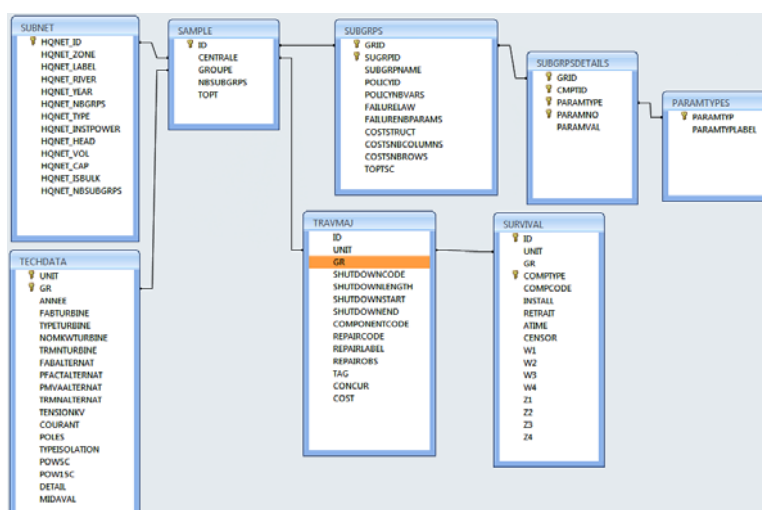 SUBNET
HQNET_ID
HQNET_ZONE
HQNET_LABEL
HQNET_RIVER
HQNET_YEAR
HQNET_NBGRPS
HQNET_TYPE
HQNET_INSTPOWER
HQNET_HEAD
HQNET_VOL
HQNET_CAP
HQNET_ISBULK
HQNET_NBSUBGRPS
SAMPLE
ID
CENTRALE
GROUPE
NBSUBGRPS
TOPT
SUBGRPS
GRID
SUGRPID
SUBGRPNAME
POLICYID
POLICYNBVARS
FAILURELAW
FAILURENBPARAMS
COSTSTRUCT
COSTSNBCOLUMNS
COSTSNBROWS
TOPTSC
SUBGRPSDETAILS
GRID
CMPTID
PARAMTYPE
PARAMNO
PARAMVAL
PARAMTYPES
PARAMTYP
PARAMTYPLABEL
TECHDATA
UNIT
GR
ANNEE
FABTURBINE
TYPETURBINE
NOMKWTURBINE
TRMNTURBINE
FABALTERNAT
PFACTALTERNAT
PMVAALTERNAT
TRMNALTERNAT
TENSIONKV
COURANT
POLES
TYPEISOLATION
POWSC
POW1SC
DETAIL
MIDAVAL
TRAVMAJ
ID
UNIT
GR
SHUTDOWNCODE
SHUTDOWNLENGTH
SHUTDOWNSTART
SHUTDOWNEND
COMPONENTCODE
REPAIRCODE
REPAIRLABEL
REPAIROBS
TAG
CONCUR
COST
SURVIVAL
ID
UNIT
GR
COMPTYPE
COMPCODE
INSTALL
RETRAIT
ATIME
CENSOR
W1
W2
W3
W4
Z1
Z2
Z3
Z4